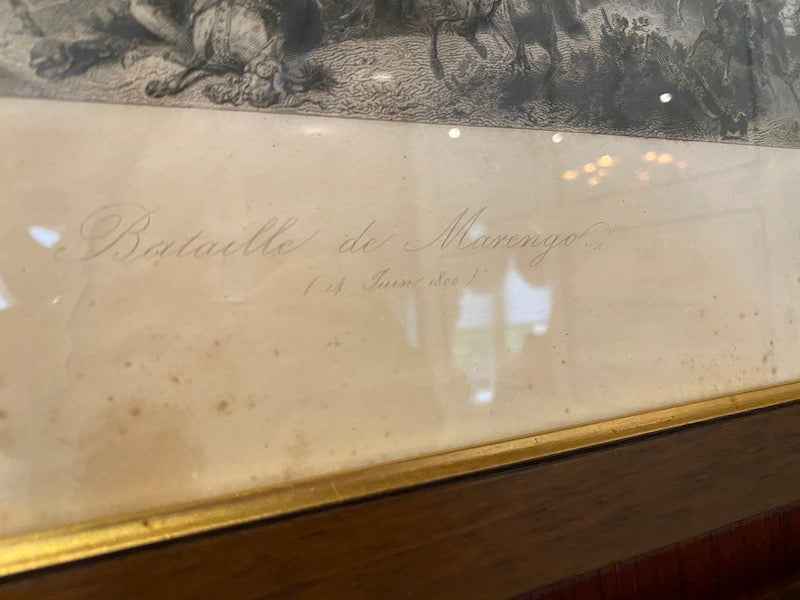 Bataille de Marengo.
(14 Juin 1800)